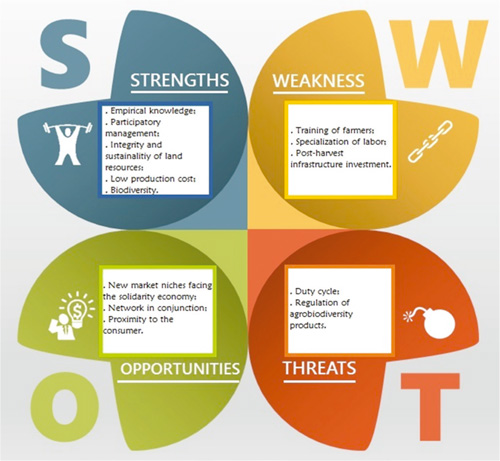 S
STRENGTHS
. Empirical knowledge;
. Participatory
management;
. Integrity and
sustainalitiy of land
resources;
. Low production cost;
. Biodiversity.
W
WEAKNESS
. Training of farmers;
. Specialization of labor;
. Post-harvest
infrastructure investment.
. New market niches facing
the solidarity economy;
. Network in conjunction;
. Proximity to the
consumer.
OPPORTUNITIES
O
. Duty cycle;
. Regulation of
agrobiodiversity
products.
THREATS
T